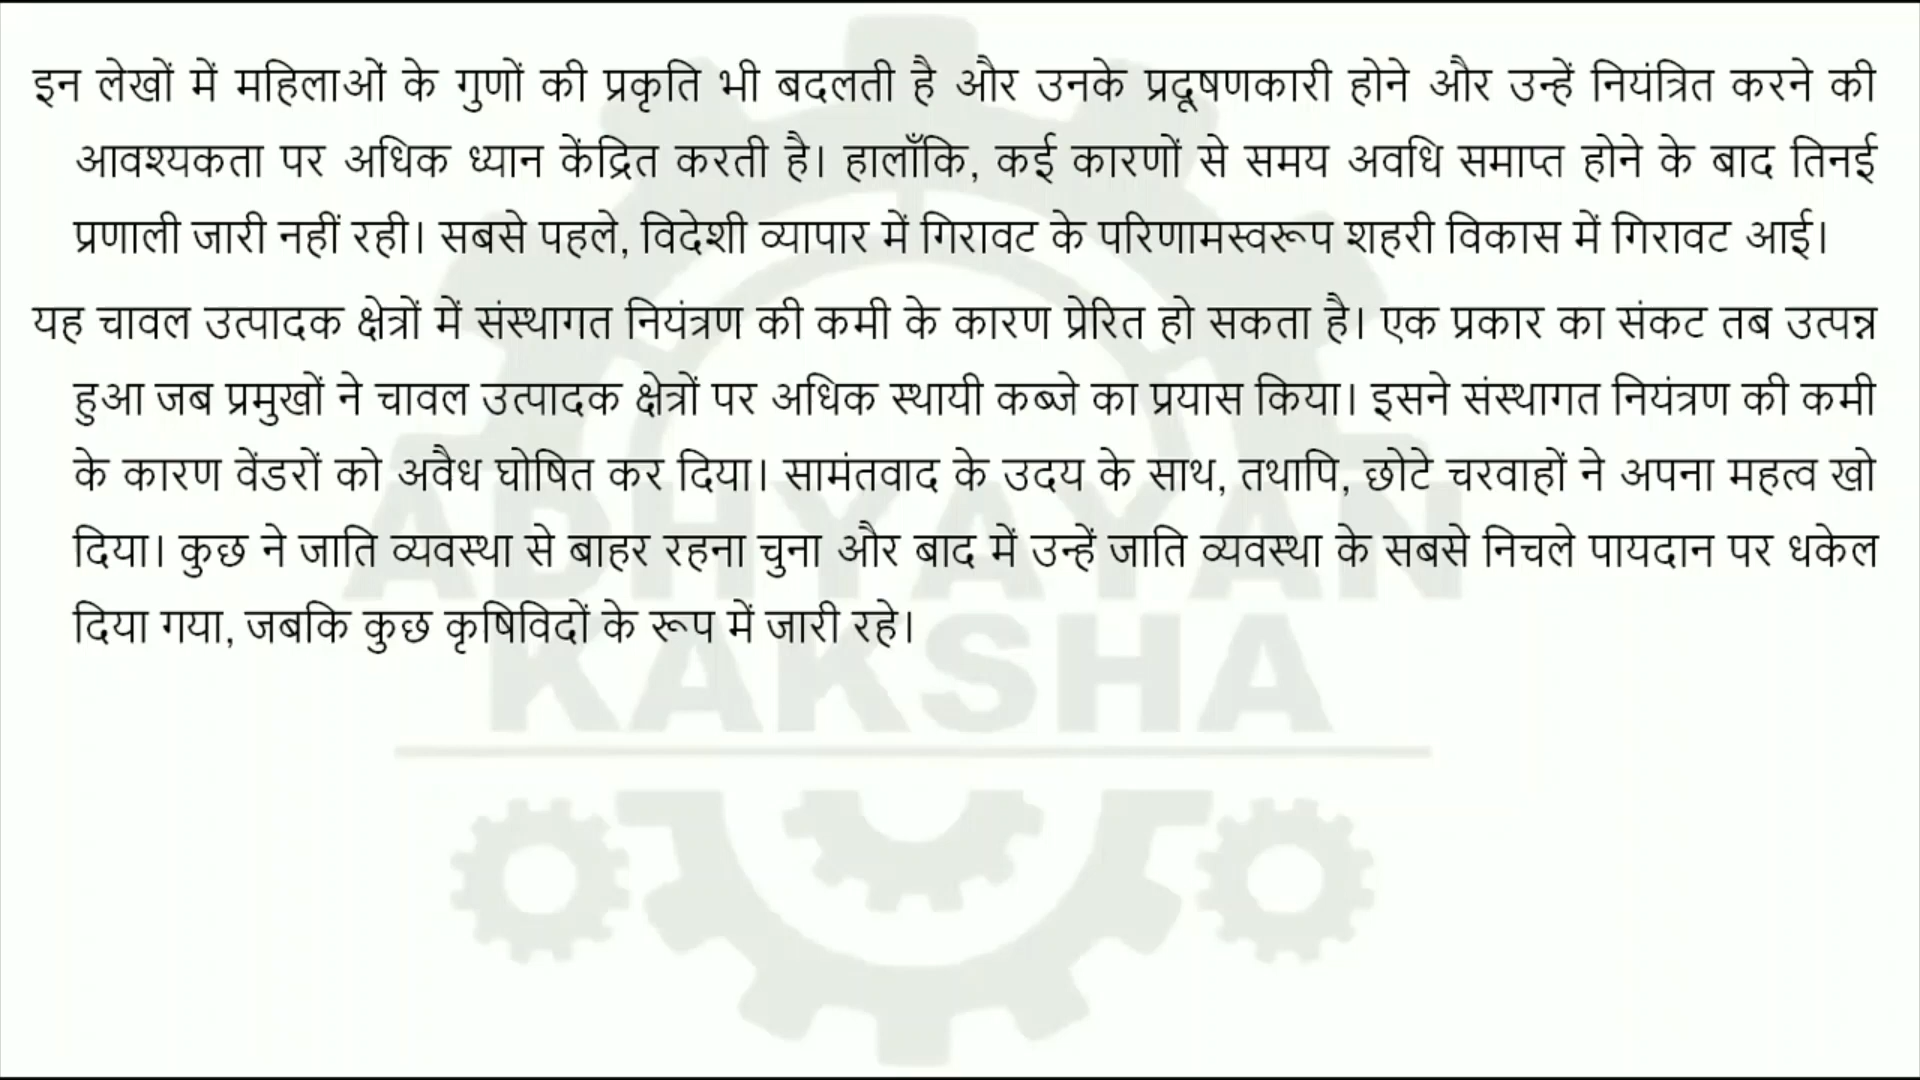 इन लेखों में महिलाओं के गुणों की प्रकृति भी बदलती है और उनके प्रदूषणकारी होने और उन्हें नियंत्रित करने की
आवश्यकता पर अधिक ध्यान केंद्रित करती है। हालाँकि, कई कारणों से समय अवधि समाप्त होने के बाद तिनई
प्रणाली जारी नहीं रही। सबसे पहले, विदेशी व्यापार में गिरावट के परिणामस्वरूप शहरी विकास में गिरावट आई।
यह चावल उत्पादक क्षेत्रों में संस्थागत नियंत्रण की कमी के कारण प्रेरित हो सकता है। एक प्रकार का संकट तब उत्पन्न
हुआ जब प्रमुखों ने चावल उत्पादक क्षेत्रों पर अधिक स्थायी कब्जे का प्रयास किया। इसने संस्थागत नियंत्रण की कमी
के कारण वेंडरों को अवैध घोषित कर दिया। सामंतवाद के उदय के साथ, तथापि, छोटे चरवाहों ने अपना महत्व खो
दिया। कुछ ने जाति व्यवस्था से बाहर रहना चुना और बाद में उन्हें जाति व्यवस्था के सबसे निचले पायदान पर धकेल
दिया गया, जबकि कुछ कृषिविदों के रूप में जारी रहे।
ADHYAYAN
KAKSHA